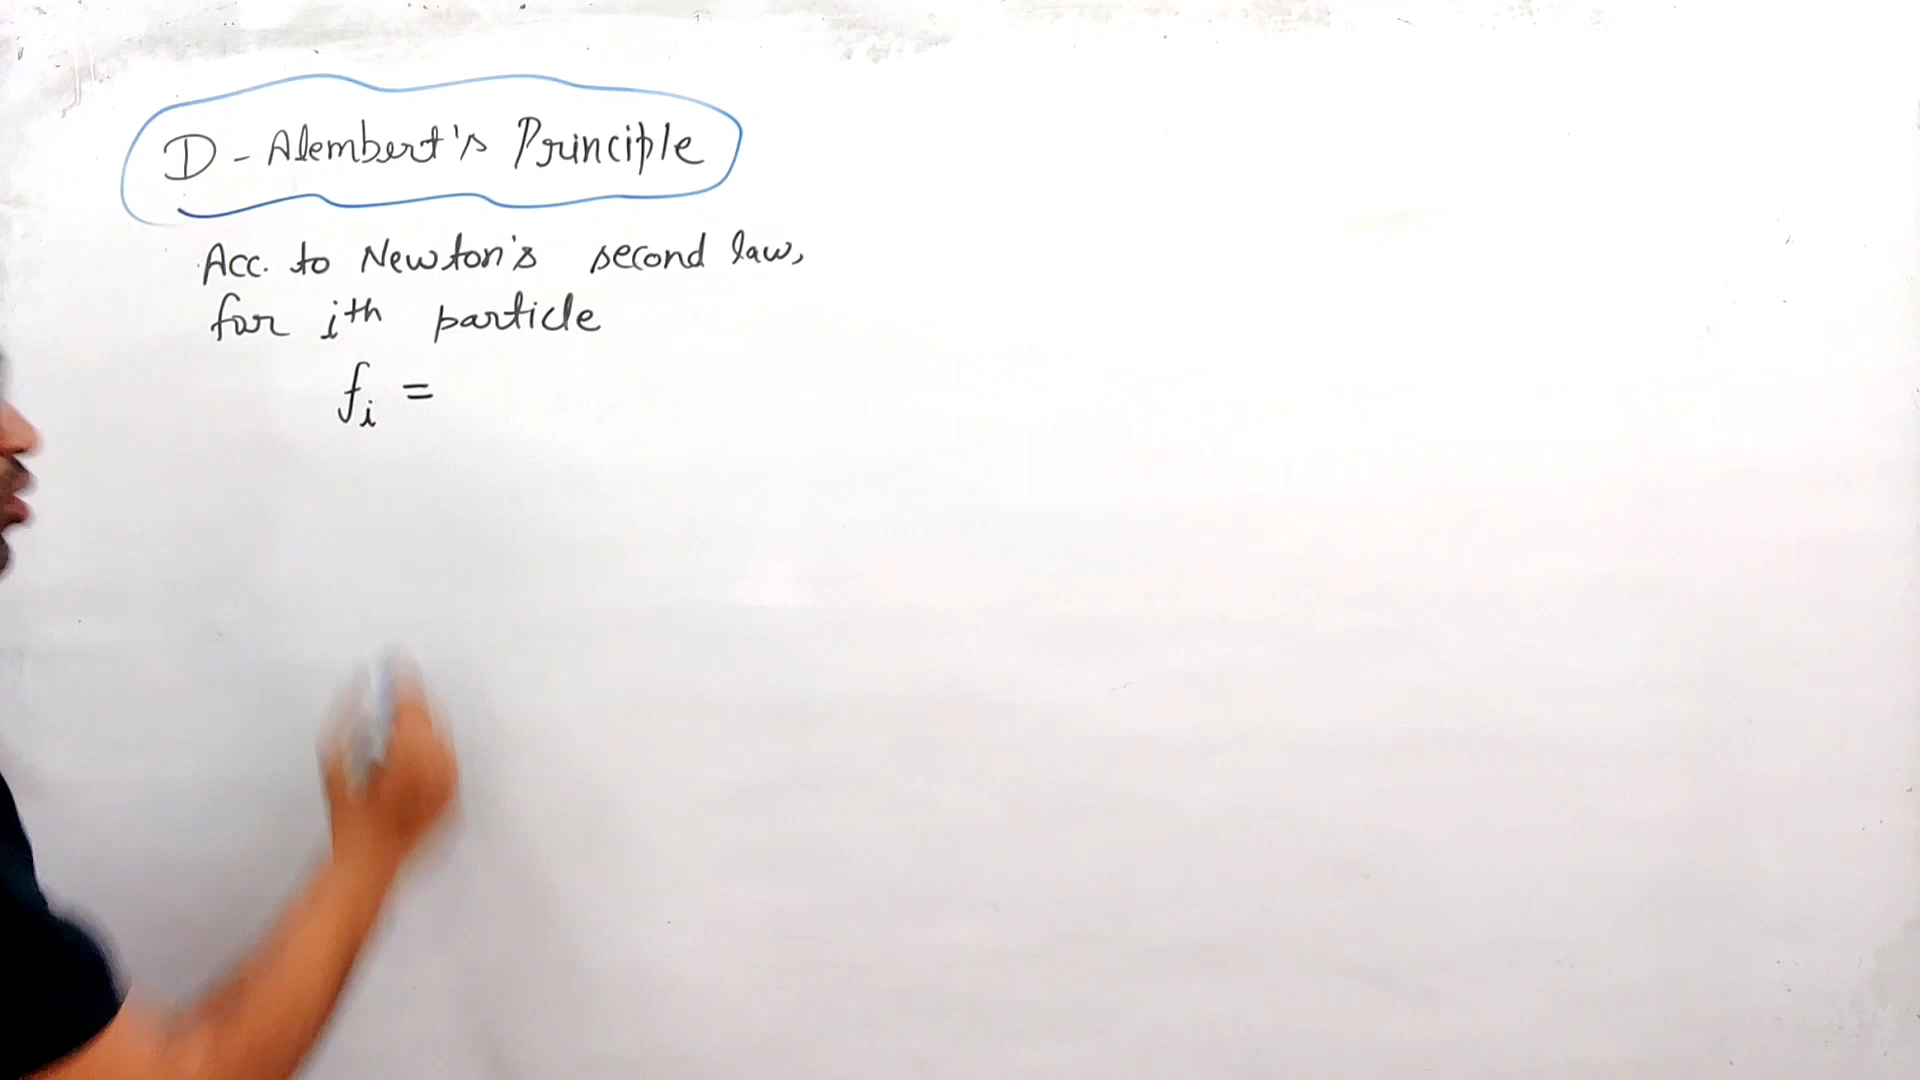 D - Alembert's Principle
Acc. to Newton's second law,
for ith particle
fi =